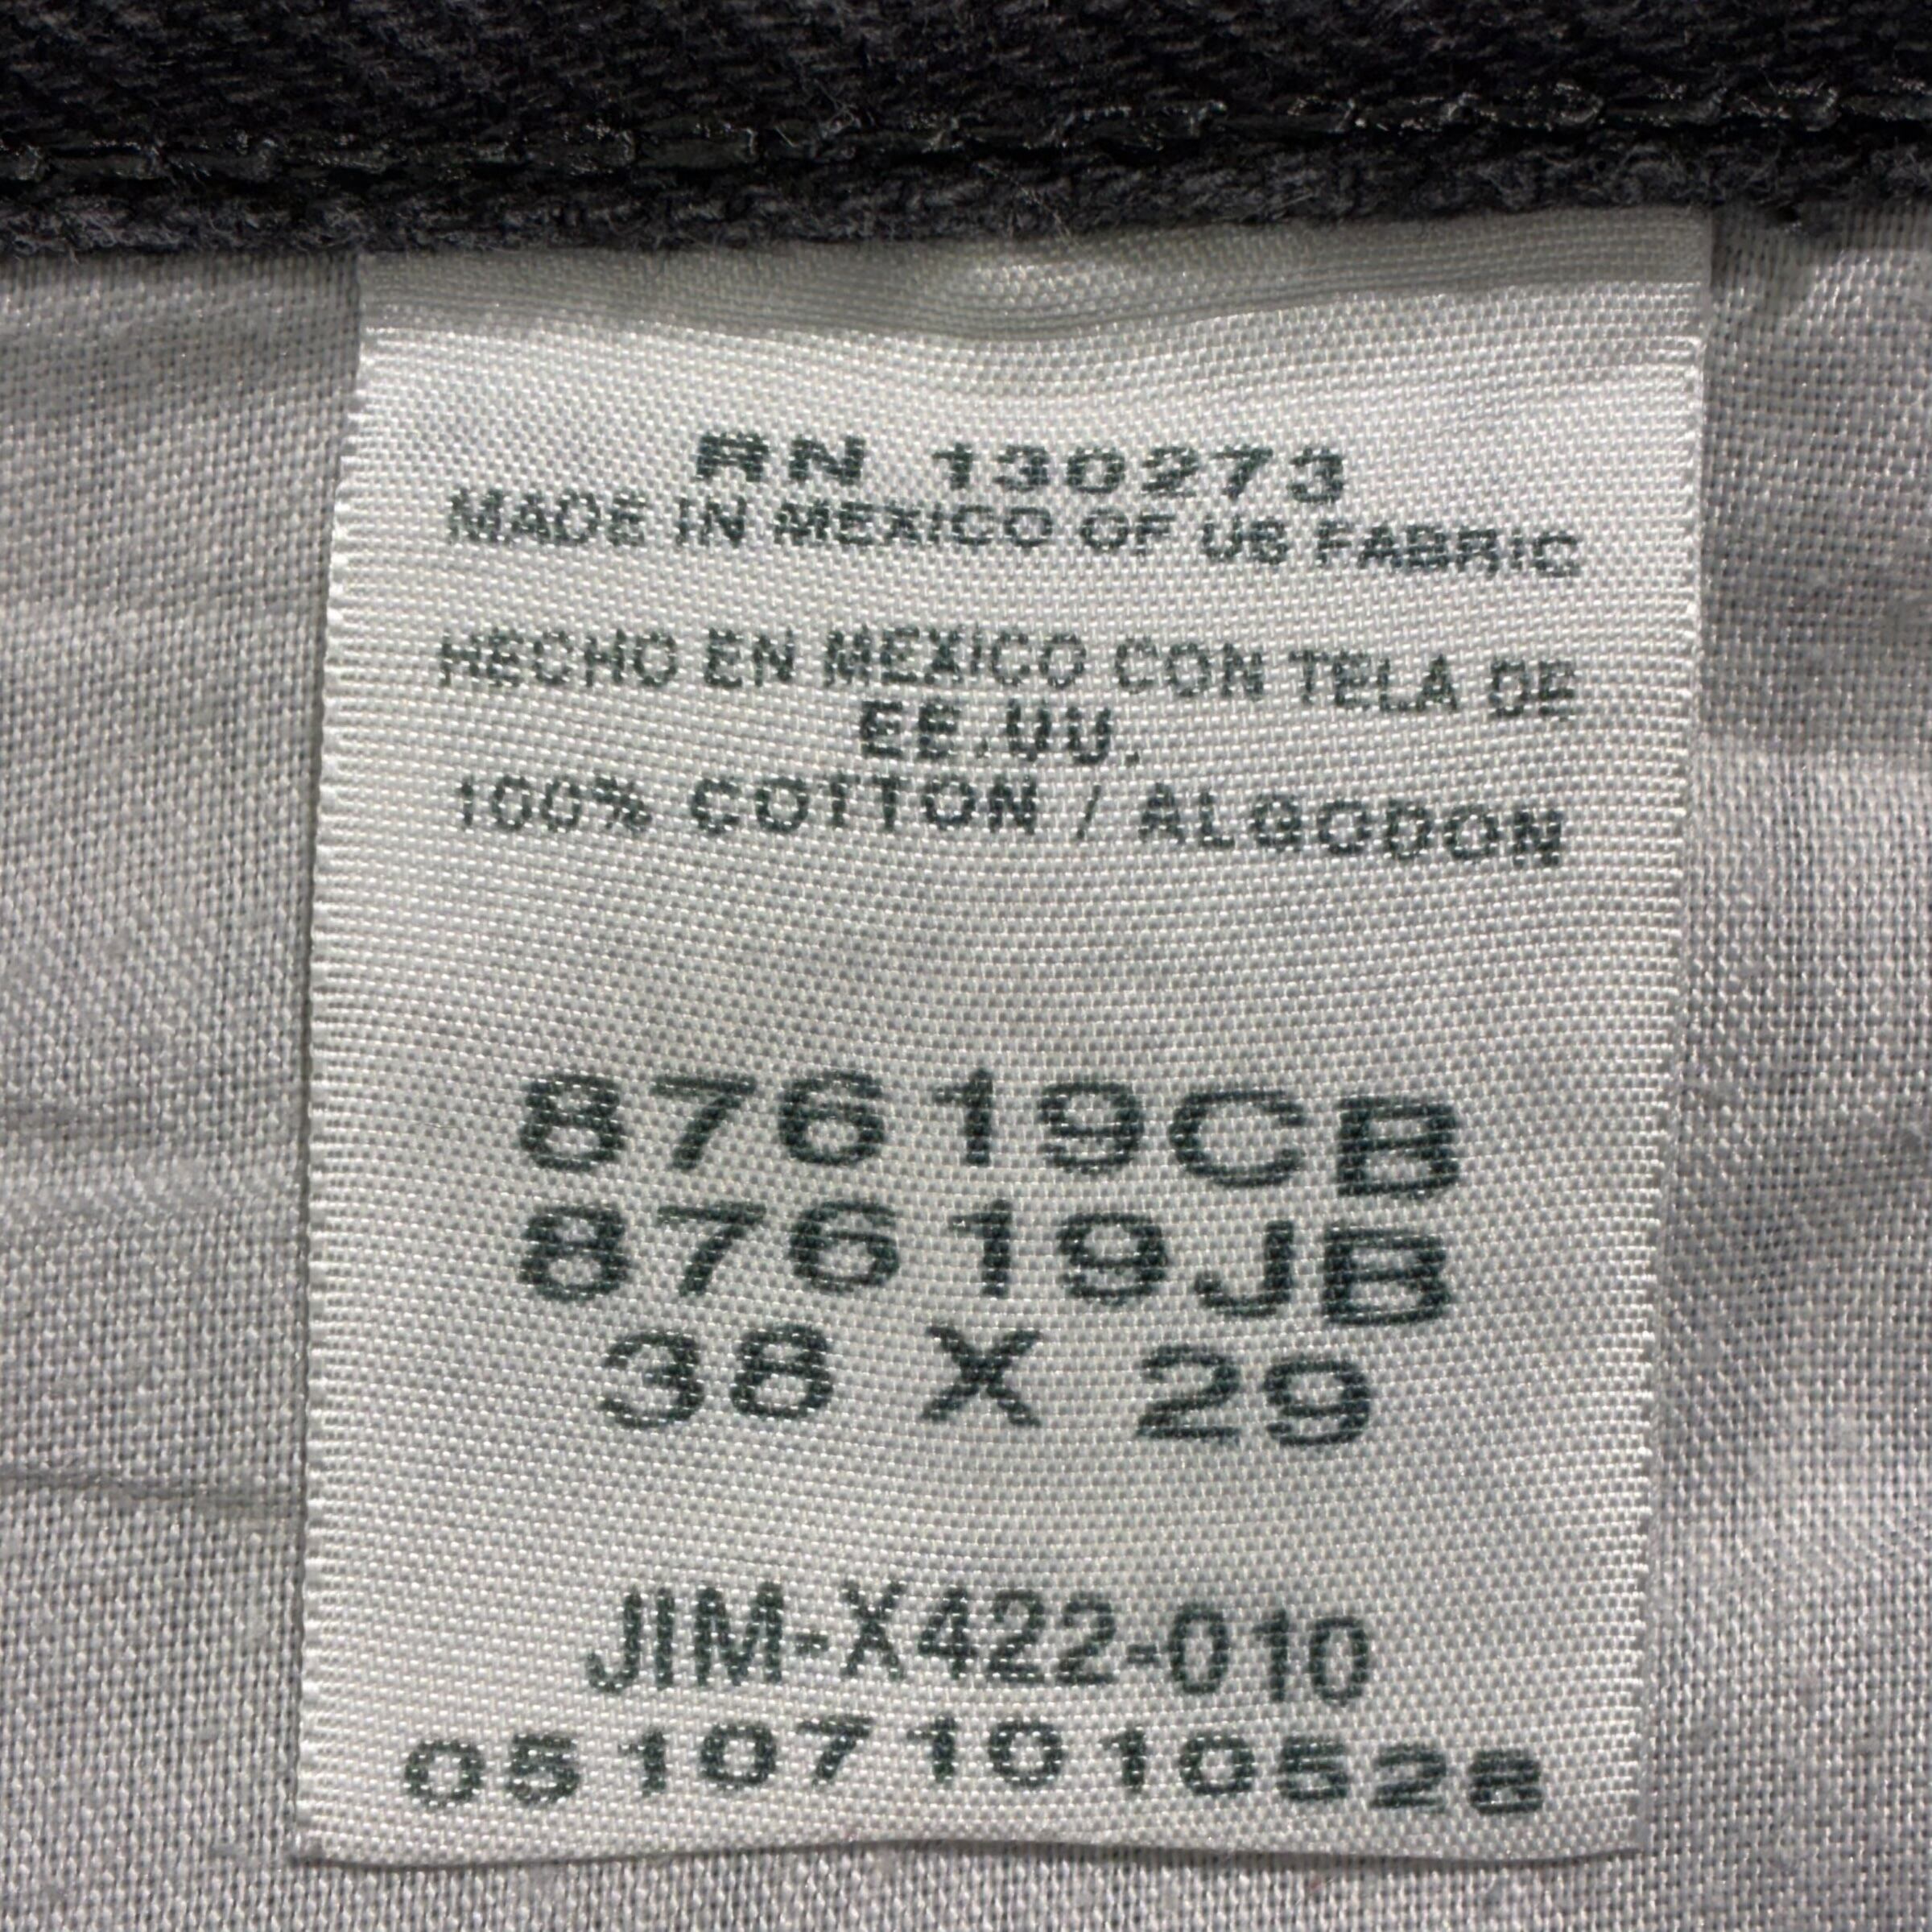 RN 130273
MADE IN MEXICO OF US FABRIC
HECHO EN MEXICO CON TELA DE
EE.UU.
100% COTTON / ALGODON
87619CB
87619JB
38 X 29
JIM-X422-010
051071010528